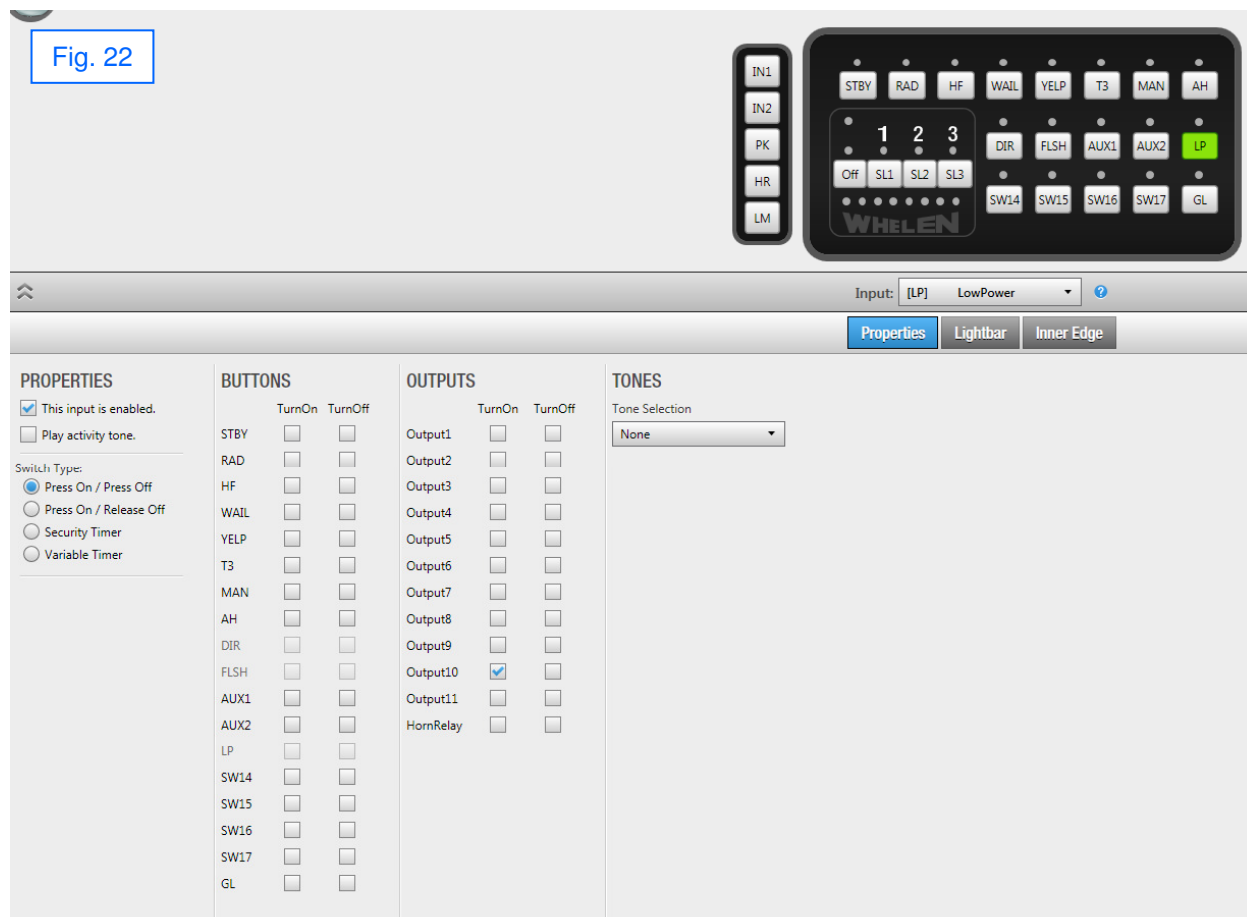 Fig. 22
IN1
IN2
PK
HR
LM
STBY RAD HF WAIL YELP T3 MAN AH
1 2 3
DIR FLSH AUX1 AUX2 LP
Off SL1 SL2 SL3
SW14 SW15 SW16 SW17 GL
WHELEN
Input: [LP] LowPower ?
Properties Lightbar Inner Edge
PROPERTIES
This input is enabled.
Play activity tone.
Switch Type:
Press On / Press Off
Press On / Release Off
Security Timer
Variable Timer
BUTTONS
TurnOn TurnOff
STBY
RAD
HF
WAIL
YELP
T3
MAN
AH
DIR
FLSH
AUX1
AUX2
LP
SW14
SW15
SW16
SW17
GL
OUTPUTS
TurnOn TurnOff
Output1
Output2
Output3
Output4
Output5
Output6
Output7
Output8
Output9
Output10
Output11
HornRelay
TONES
Tone Selection
None